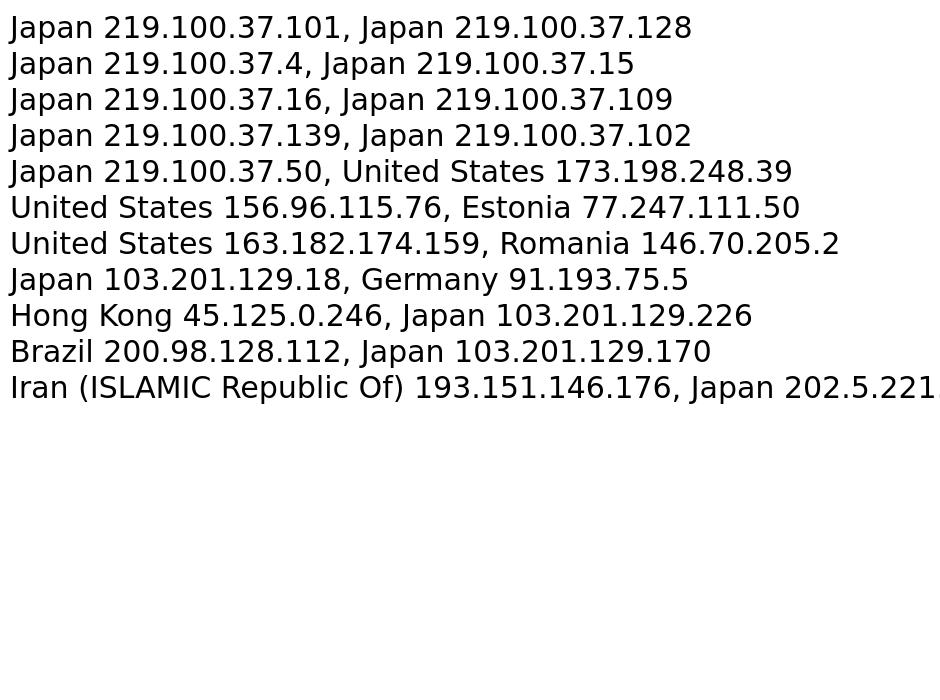 Japan 219.100.37.101, Japan 219.100.37.128
Japan 219.100.37.4, Japan 219.100.37.15
Japan 219.100.37.16, Japan 219.100.37.109
Japan 219.100.37.139, Japan 219.100.37.102
Japan 219.100.37.50, United States 173.198.248.39
United States 156.96.115.76, Estonia 77.247.111.50
United States 163.182.174.159, Romania 146.70.205.2
Japan 103.201.129.18, Germany 91.193.75.5
Hong Kong 45.125.0.246, Japan 103.201.129.226
Brazil 200.98.128.112, Japan 103.201.129.170
Iran (ISLAMIC Republic Of) 193.151.146.176, Japan 202.5.221.